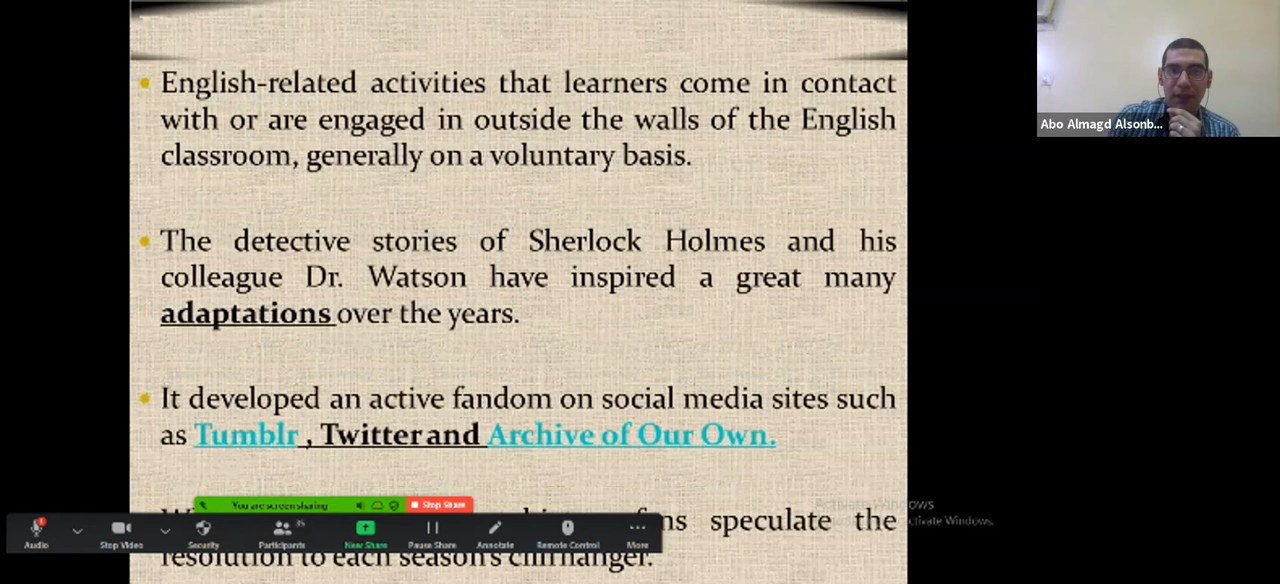 • English-related activities that learners come in contact
with or are engaged in outside the walls of the English
classroom, generally on a voluntary basis.
• The detective stories of Sherlock Holmes and his
colleague Dr. Watson have inspired a great many
adaptations over the years.
• It developed an active fandom on social media sites such
as Tumblr , Twitter and Archive of Our Own.
speculate the
resolution to each season's cliffhanger.
Abo Almagd Alsonb...
You are screen sharing Stop Share
Audio Stop Video Security Participants 35 New Share Pause Share Annotate Remote Control More
Activate Windows